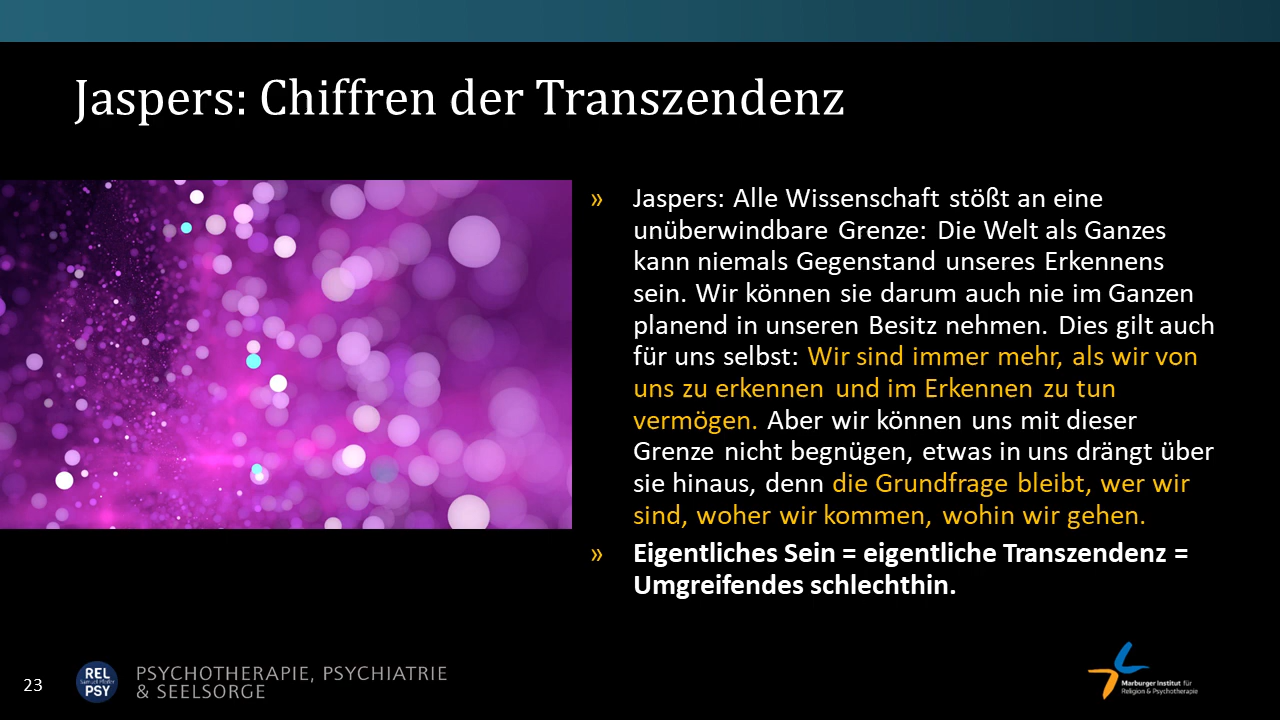 Jaspers: Chiffren der Transzendenz
» Jaspers: Alle Wissenschaft stößt an eine
unüberwindbare Grenze: Die Welt als Ganzes
kann niemals Gegenstand unseres Erkennens
sein. Wir können sie darum auch nie im Ganzen
planend in unseren Besitz nehmen. Dies gilt auch
für uns selbst: Wir sind immer mehr, als wir von
uns zu erkennen und im Erkennen zu tun
vermögen. Aber wir können uns mit dieser
Grenze nicht begnügen, etwas in uns drängt über
sie hinaus, denn die Grundfrage bleibt, wer wir
sind, woher wir kommen, wohin wir gehen.
» Eigentliches Sein = eigentliche Transzendenz =
Umgreifendes schlechthin.
23
REL
Samuel Pfeifer
PSY
PSYCHOTHERAPIE, PSYCHIATRIE
& SEELSORGE
Marburger Institut für
Religion & Psychotherapie